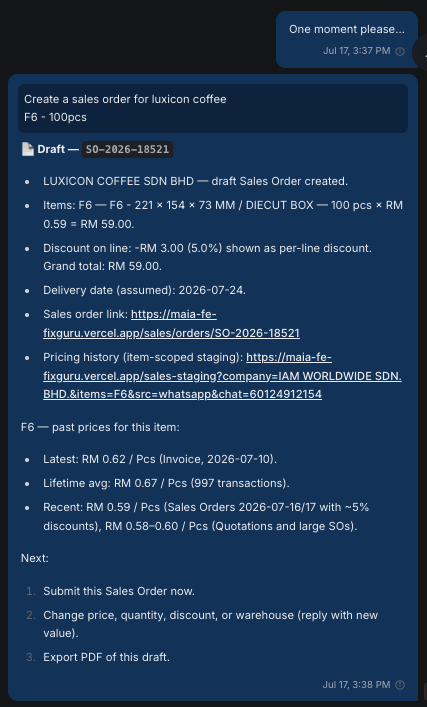 One moment please...
Jul 17, 3:37 PM
Create a sales order for luxicon coffee
F6 - 100pcs
Draft — SO-2026-18521
• LUXICON COFFEE SDN BHD — draft Sales Order created.
• Items: F6 — F6 - 221 × 154 × 73 MM / DIECUT BOX — 100 pcs × RM
0.59 = RM 59.00.
• Discount on line: -RM 3.00 (5.0%) shown as per-line discount.
Grand total: RM 59.00.
• Delivery date (assumed): 2026-07-24.
• Sales order link: https://maia-fe-
fixguru.vercel.app/sales/orders/SO-2026-18521
• Pricing history (item-scoped staging): https://maia-fe-
fixguru.vercel.app/sales-staging?company=IAM WORLDWIDE SDN.
BHD.&items=F6&src=whatsapp&chat=60124912154
F6 — past prices for this item:
• Latest: RM 0.62 / Pcs (Invoice, 2026-07-10).
• Lifetime avg: RM 0.67 / Pcs (997 transactions).
• Recent: RM 0.59 / Pcs (Sales Orders 2026-07-16/17 with ~5%
discounts), RM 0.58–0.60 / Pcs (Quotations and large SOs).
Next:
1. Submit this Sales Order now.
2. Change price, quantity, discount, or warehouse (reply with new
value).
3. Export PDF of this draft.
Jul 17, 3:38 PM